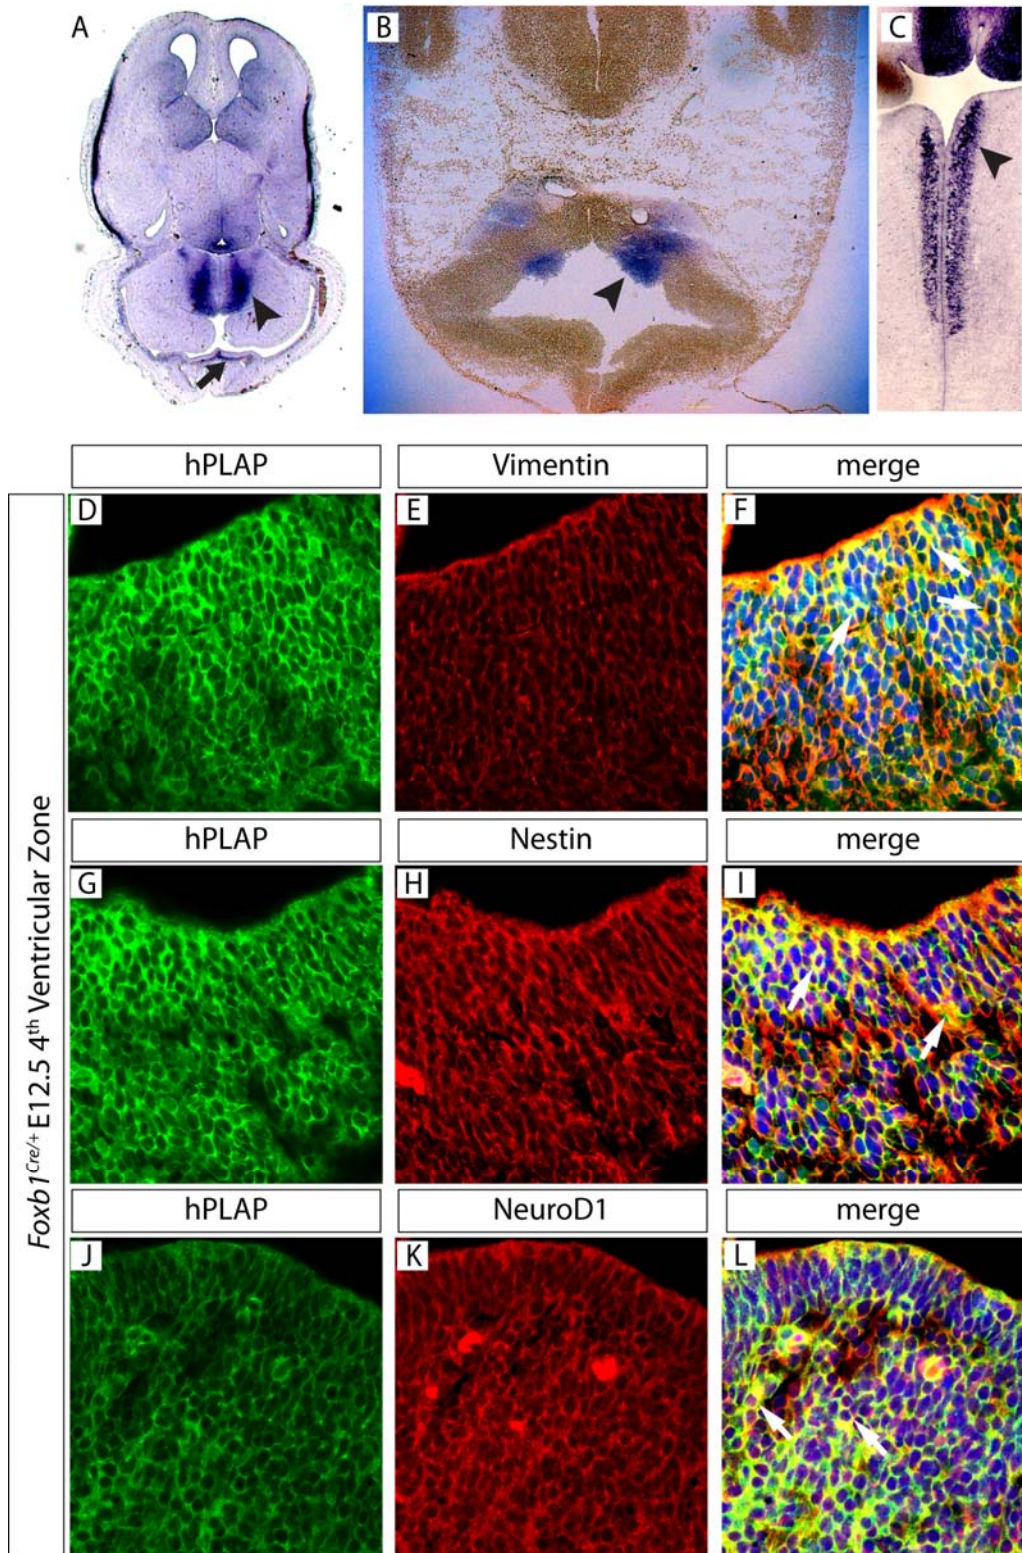 A
B
C
hPLAP
Vimentin
merge
D
E
F
hPLAP
Nestin
merge
G
H
I
hPLAP
NeuroD1
merge
J
K
L
Foxb1Cre/+ E12.5 4th Ventricular Zone